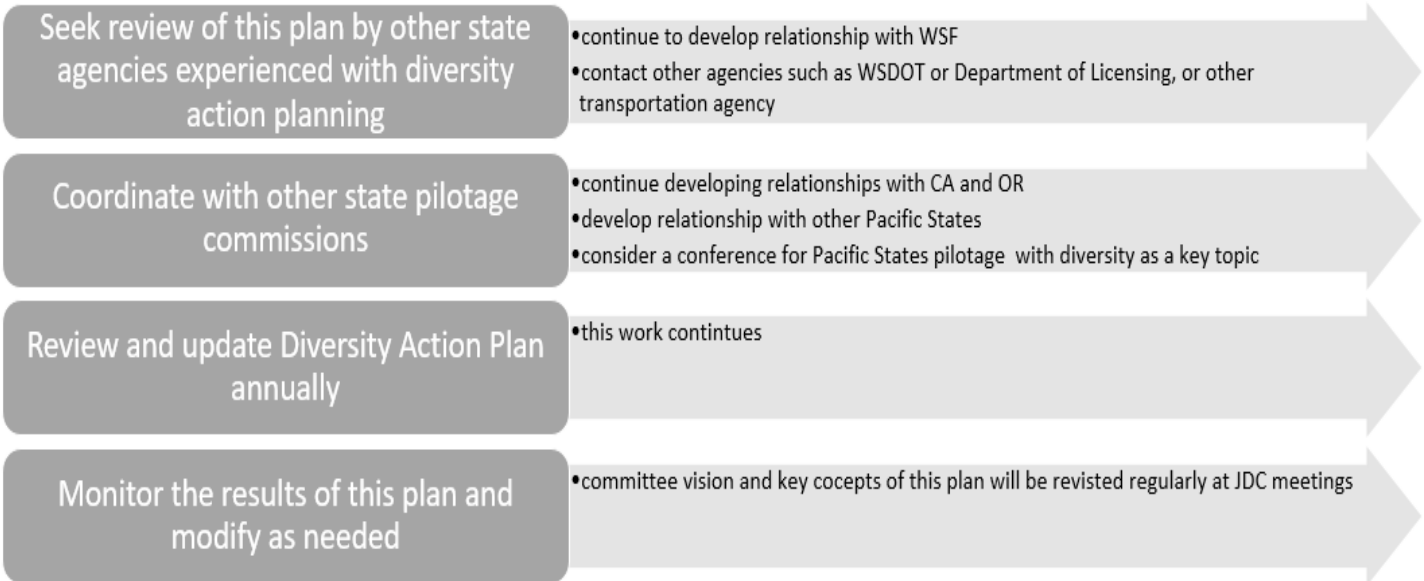 Seek review of this plan by other state
agencies experienced with diversity
action planning
•continue to develop relationship with WSF
•contact other agencies such as WSDOT or Department of Licensing, or other
transportation agency
Coordinate with other state pilotage
commissions
•continue developing relationships with CA and OR
•develop relationship with other Pacific States
•consider a conference for Pacific States pilotage  with diversity as a key topic
Review and update Diversity Action Plan
annually
•this work contintues
Monitor the results of this plan and
modify as needed
•committee vision and key cocepts of this plan will be revisted regularly at JDC meetings